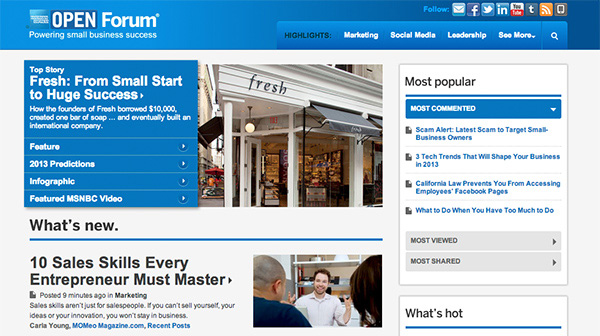 Follow:
OPEN Forum®
Powering small business success
HIGHLIGHTS: Marketing Social Media Leadership See More
Top Story
Fresh: From Small Start
to Huge Success
How the founders of Fresh borrowed $10,000,
created one bar of soap ... and eventually built an
international company.
Feature
2013 Predictions
Infographic
Featured MSNBC Video
fresh
Most popular
MOST COMMENTED
Scam Alert: Latest Scam to Target Small-
Business Owners
3 Tech Trends That Will Shape Your Business
in 2013
California Law Prevents You From Accessing
Employees' Facebook Pages
What to Do When You Have Too Much to Do
MOST VIEWED
MOST SHARED
What's new.
10 Sales Skills Every
Entrepreneur Must Master
Posted 9 minutes ago in Marketing
Sales skills aren't just for salespeople. If you can't sell yourself, your
ideas or your innovation, you won't stay in business.
Carla Young, MOMeo Magazine.com, Recent Posts
What's hot